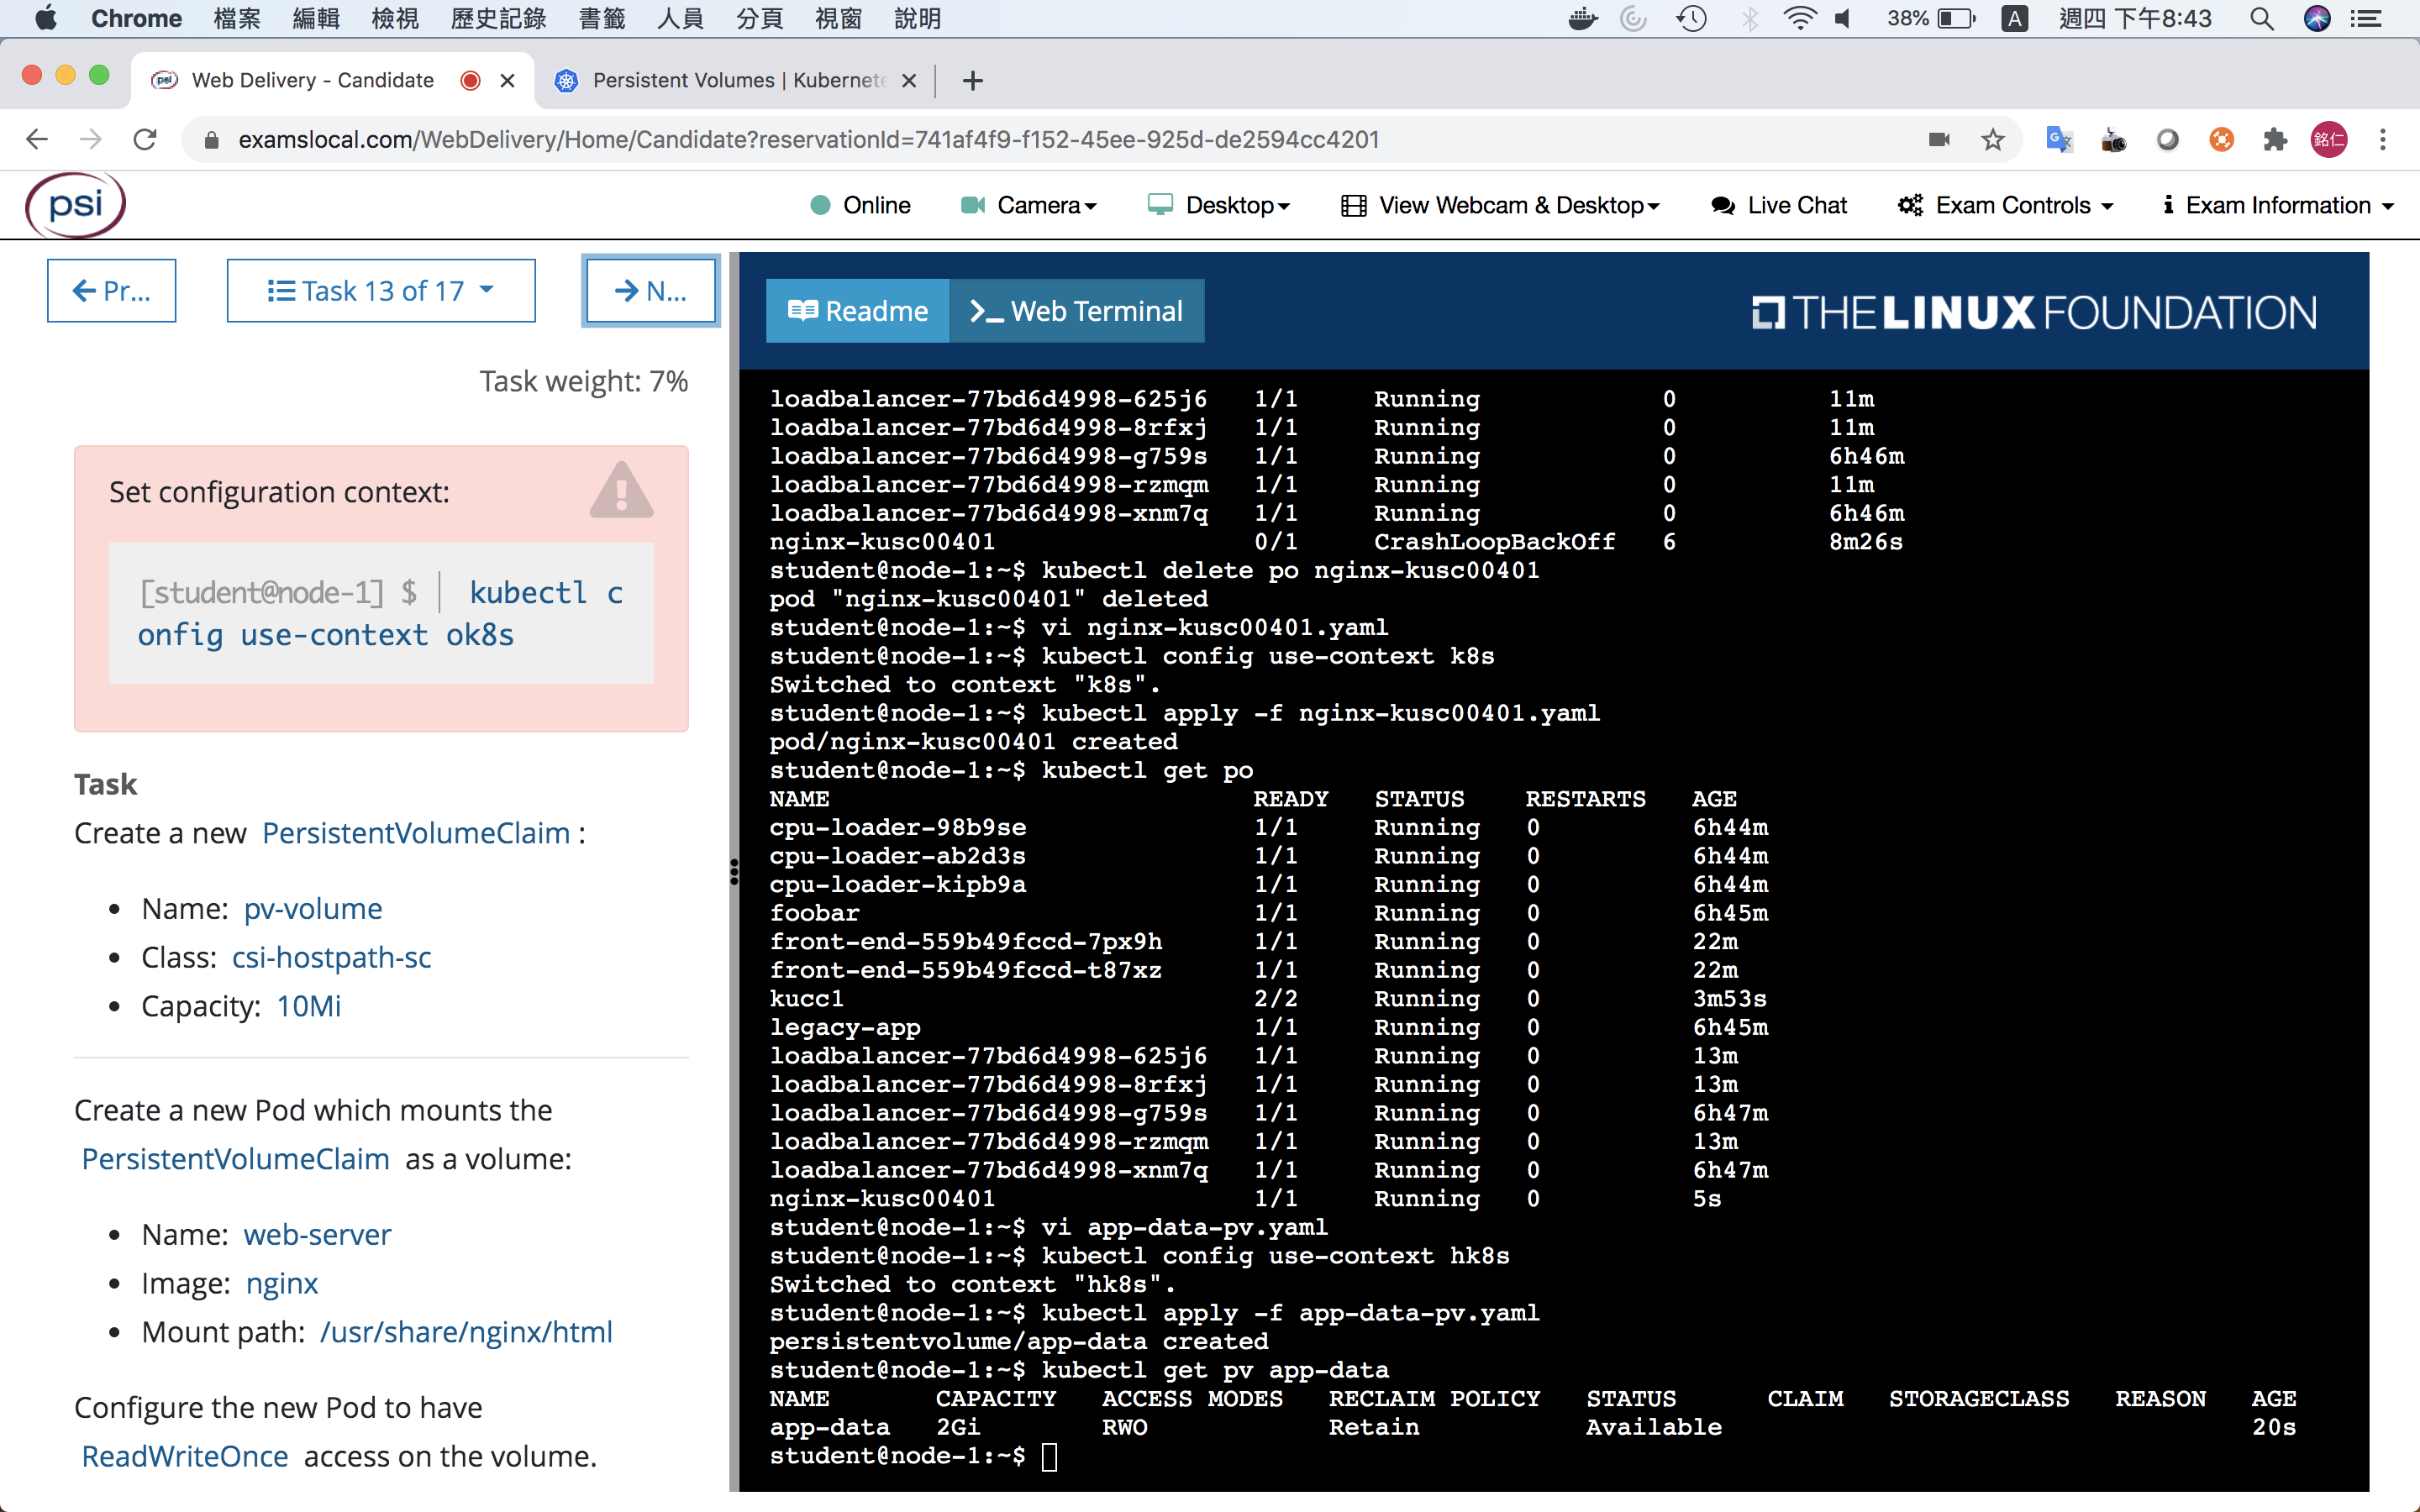 Chrome 檔案 編輯 檢視 歷史記錄 書籤 人員 分頁 視窗 說明 38% A 週四 下午8:43
psi Web Delivery - Candidate Persistent Volumes | Kubernete
examslocal.com/WebDelivery/Home/Candidate?reservationId=741af4f9-f152-45ee-925d-de2594cc4201 銘仁
psi Online Camera Desktop View Webcam & Desktop Live Chat Exam Controls Exam Information
Pr... Task 13 of 17 N...
Task weight: 7%
Set configuration context:
[student@node-1] $ | kubectl c
onfig use-context ok8s
Task
Create a new PersistentVolumeClaim :
• Name: pv-volume
• Class: csi-hostpath-sc
• Capacity: 10Mi
Create a new Pod which mounts the
PersistentVolumeClaim as a volume:
• Name: web-server
• Image: nginx
• Mount path: /usr/share/nginx/html
Configure the new Pod to have
ReadWriteOnce access on the volume.
Readme >_ Web Terminal THE LINUX FOUNDATION
loadbalancer-77bd6d4998-625j6 1/1 Running 0 11m
loadbalancer-77bd6d4998-8rfxj 1/1 Running 0 11m
loadbalancer-77bd6d4998-g759s 1/1 Running 0 6h46m
loadbalancer-77bd6d4998-rzmqm 1/1 Running 0 11m
loadbalancer-77bd6d4998-xnm7q 1/1 Running 0 6h46m
nginx-kusc00401 0/1 CrashLoopBackOff 6 8m26s
student@node-1:~$ kubectl delete po nginx-kusc00401
pod "nginx-kusc00401" deleted
student@node-1:~$ vi nginx-kusc00401.yaml
student@node-1:~$ kubectl config use-context k8s
Switched to context "k8s".
student@node-1:~$ kubectl apply -f nginx-kusc00401.yaml
pod/nginx-kusc00401 created
student@node-1:~$ kubectl get po
NAME READY STATUS RESTARTS AGE
cpu-loader-98b9se 1/1 Running 0 6h44m
cpu-loader-ab2d3s 1/1 Running 0 6h44m
cpu-loader-kipb9a 1/1 Running 0 6h44m
foobar 1/1 Running 0 6h45m
front-end-559b49fccd-7px9h 1/1 Running 0 22m
front-end-559b49fccd-t87xz 1/1 Running 0 22m
kucc1 2/2 Running 0 3m53s
legacy-app 1/1 Running 0 6h45m
loadbalancer-77bd6d4998-625j6 1/1 Running 0 13m
loadbalancer-77bd6d4998-8rfxj 1/1 Running 0 13m
loadbalancer-77bd6d4998-g759s 1/1 Running 0 6h47m
loadbalancer-77bd6d4998-rzmqm 1/1 Running 0 13m
loadbalancer-77bd6d4998-xnm7q 1/1 Running 0 6h47m
nginx-kusc00401 1/1 Running 0 5s
student@node-1:~$ vi app-data-pv.yaml
student@node-1:~$ kubectl config use-context hk8s
Switched to context "hk8s".
student@node-1:~$ kubectl apply -f app-data-pv.yaml
persistentvolume/app-data created
student@node-1:~$ kubectl get pv app-data
NAME CAPACITY ACCESS MODES RECLAIM POLICY STATUS CLAIM STORAGECLASS REASON AGE
app-data 2Gi RWO Retain Available 20s
student@node-1:~$